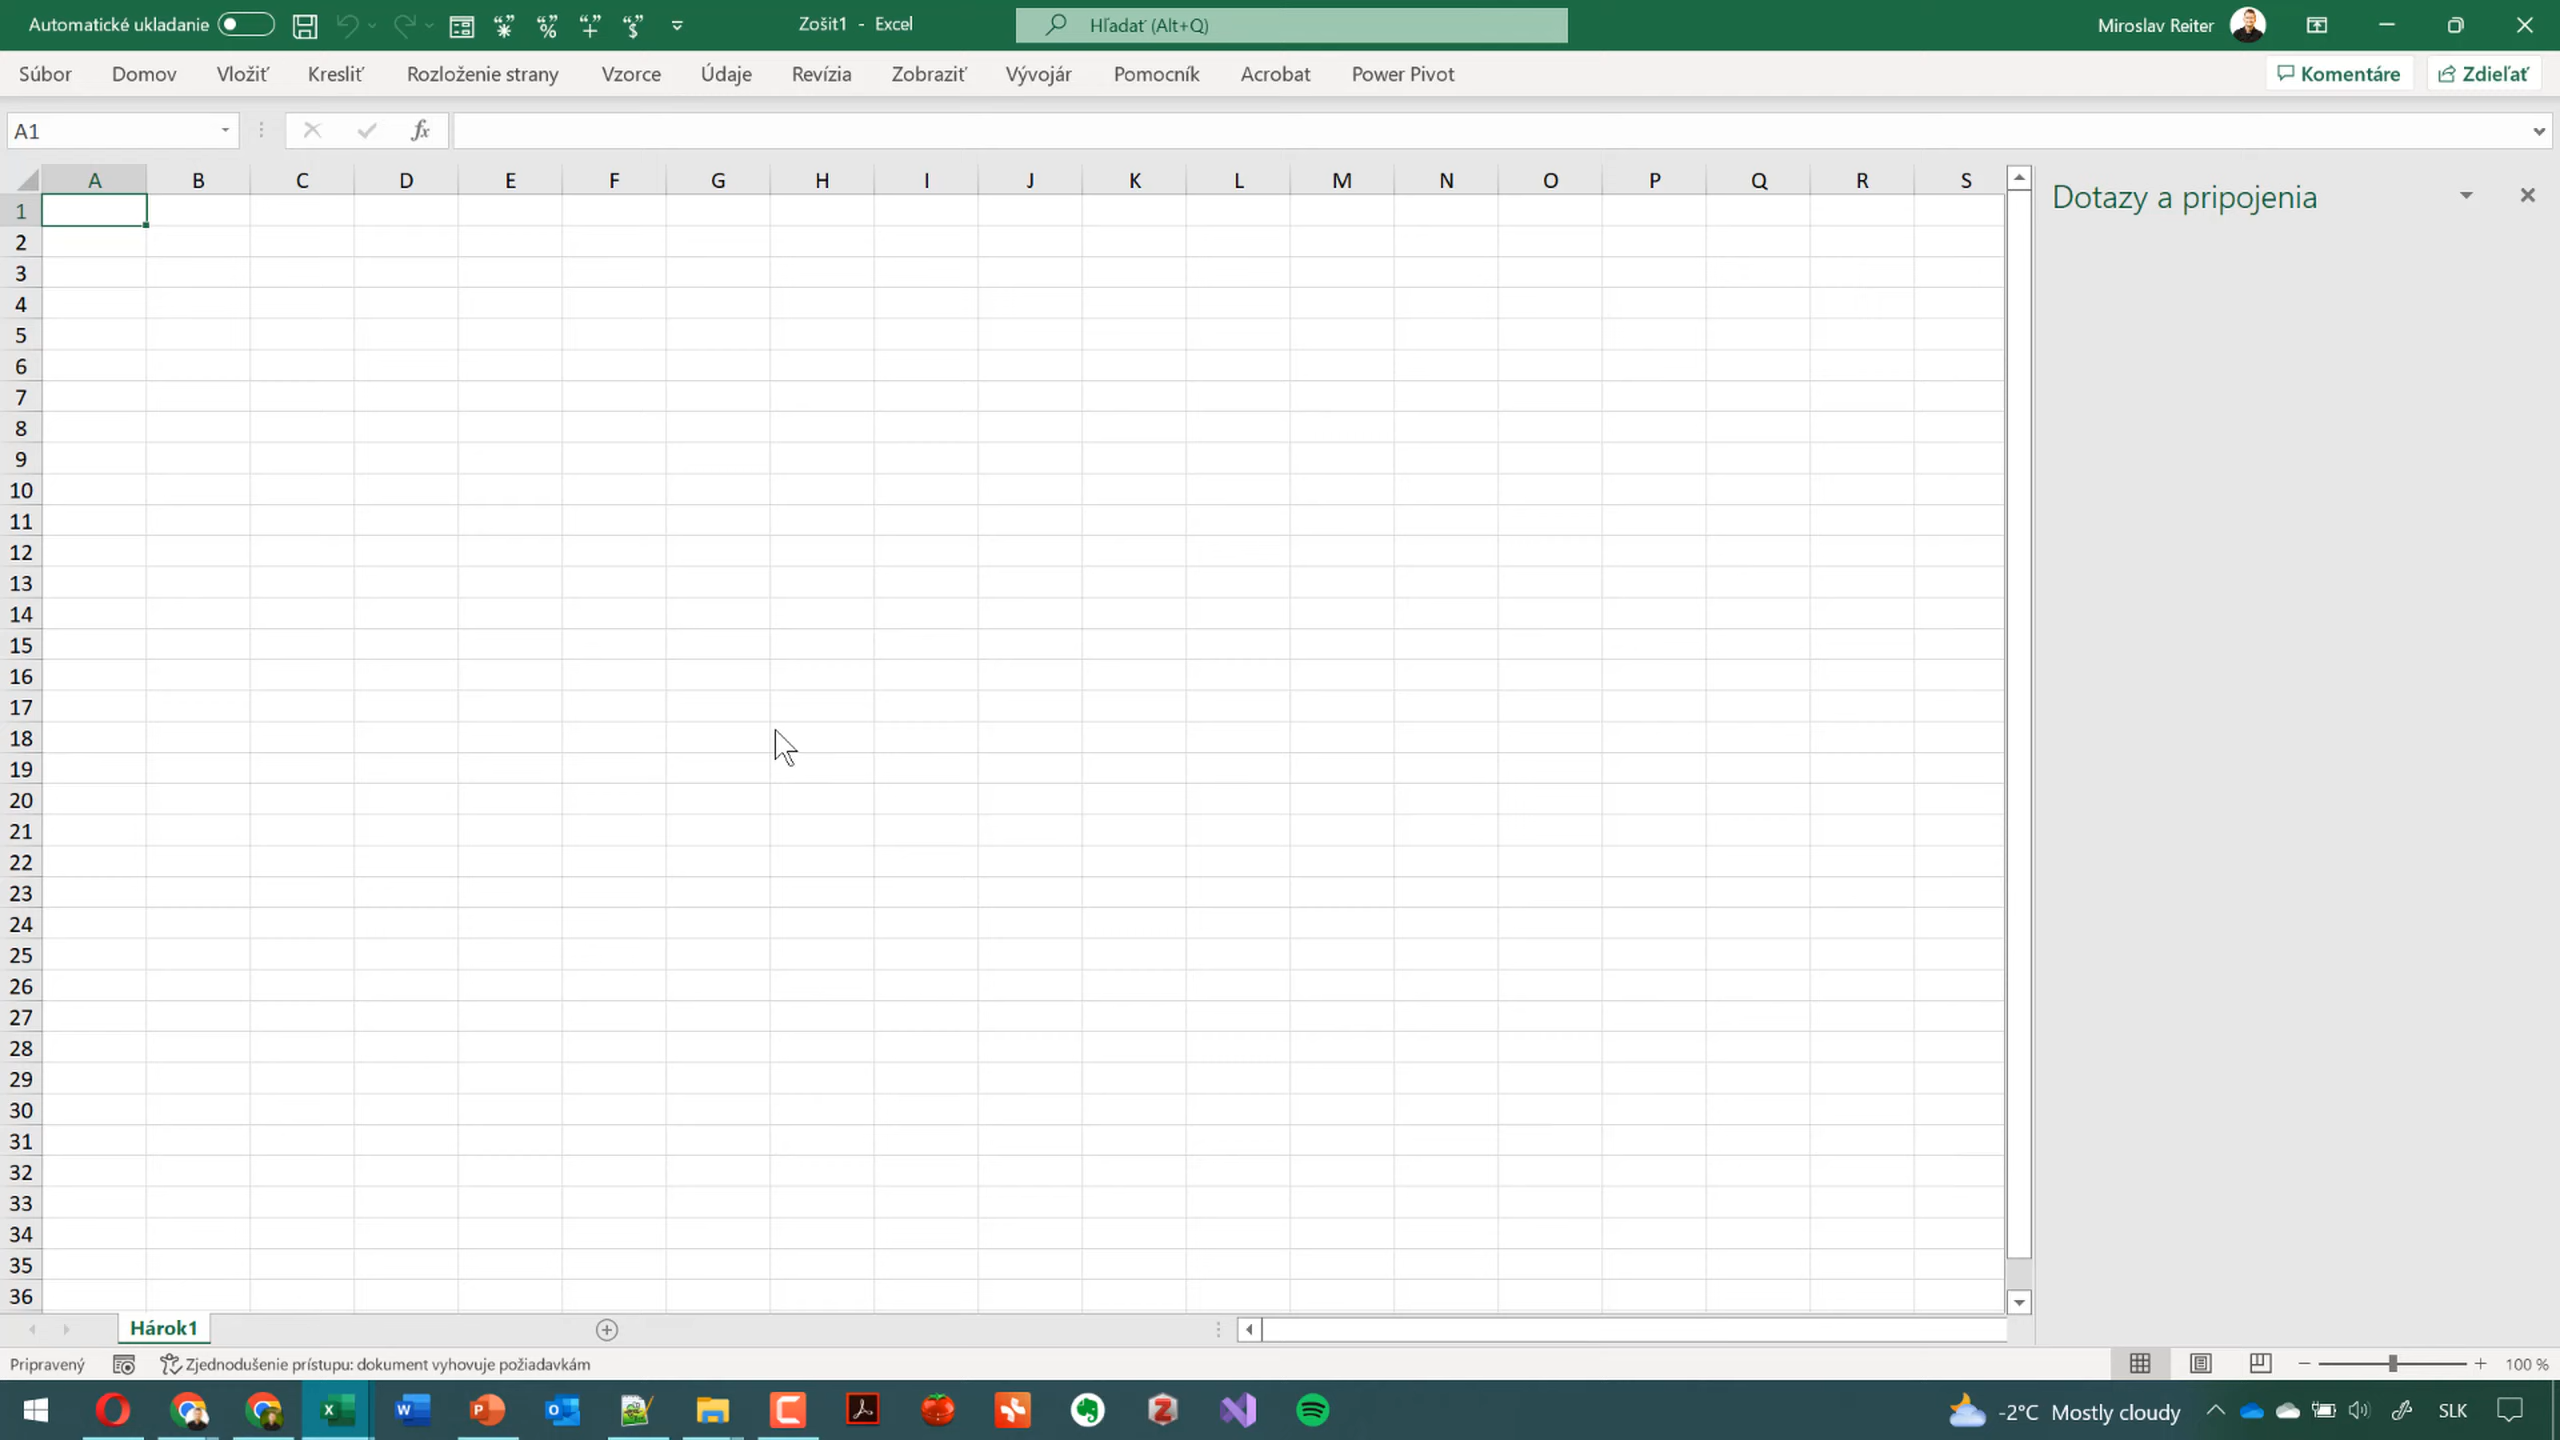 Automatické ukladanie
Zošit1 - Excel
Hľadať (Alt+Q)
Miroslav Reiter
Súbor Domov Vložiť Kresliť Rozloženie strany Vzorce Údaje Revízia Zobraziť Vývojár Pomocník Acrobat Power Pivot
Komentáre Zdieľať
A1
fx
A B C D E F G H I J K L M N O P Q R S
Dotazy a pripojenia
1
2
3
4
5
6
7
8
9
10
11
12
13
14
15
16
17
18
19
20
21
22
23
24
25
26
27
28
29
30
31
32
33
34
35
36
Hárok1
Pripravený
Zjednodušenie prístupu: dokument vyhovuje požiadavkám
100 %
-2°C Mostly cloudy
SLK